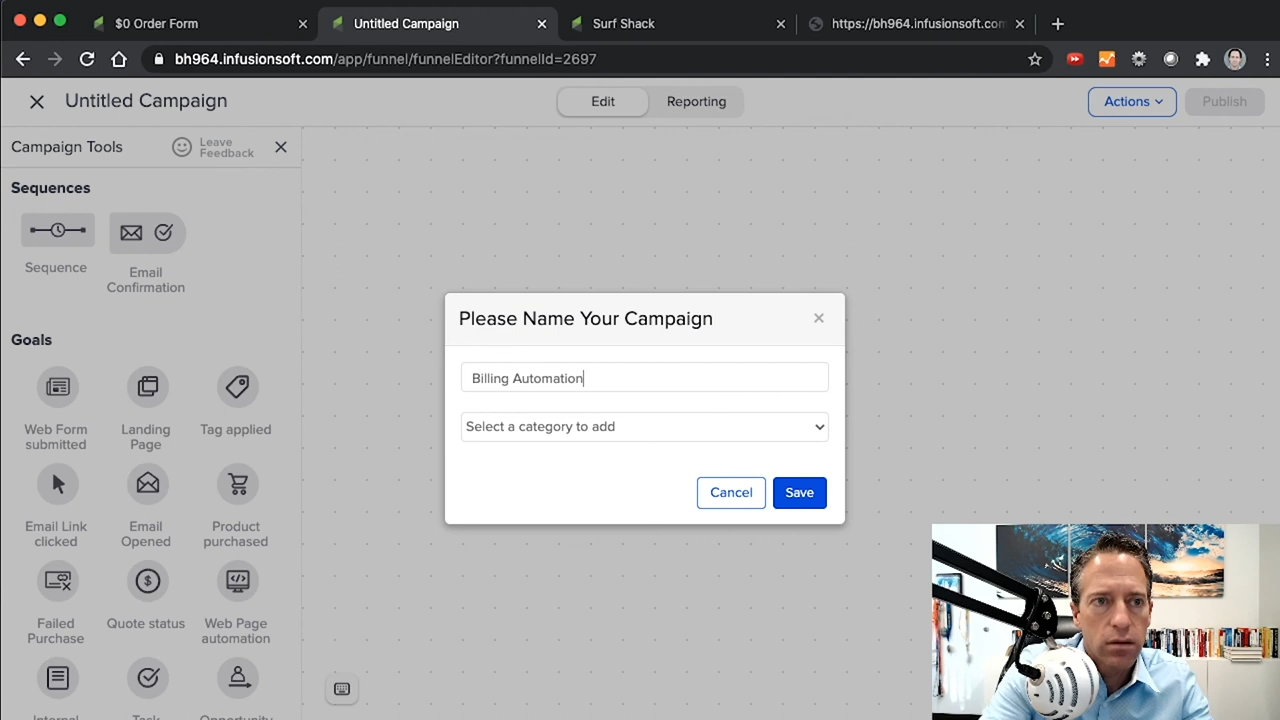 $0 Order Form
Untitled Campaign
Surf Shack
https://bh964.infusionsoft.com
bh964.infusionsoft.com/app/funnel/funnelEditor?funnelId=2697
Untitled Campaign
Edit
Reporting
Actions
Publish
Campaign Tools
Leave
Feedback
Sequences
Sequence
Email
Confirmation
Goals
Web Form
submitted
Landing
Page
Tag applied
Email Link
clicked
Email
Opened
Product
purchased
Failed
Purchase
Quote status
Web Page
automation
Internal
Task
Opportunity
Please Name Your Campaign
Billing Automation
Select a category to add
Cancel
Save